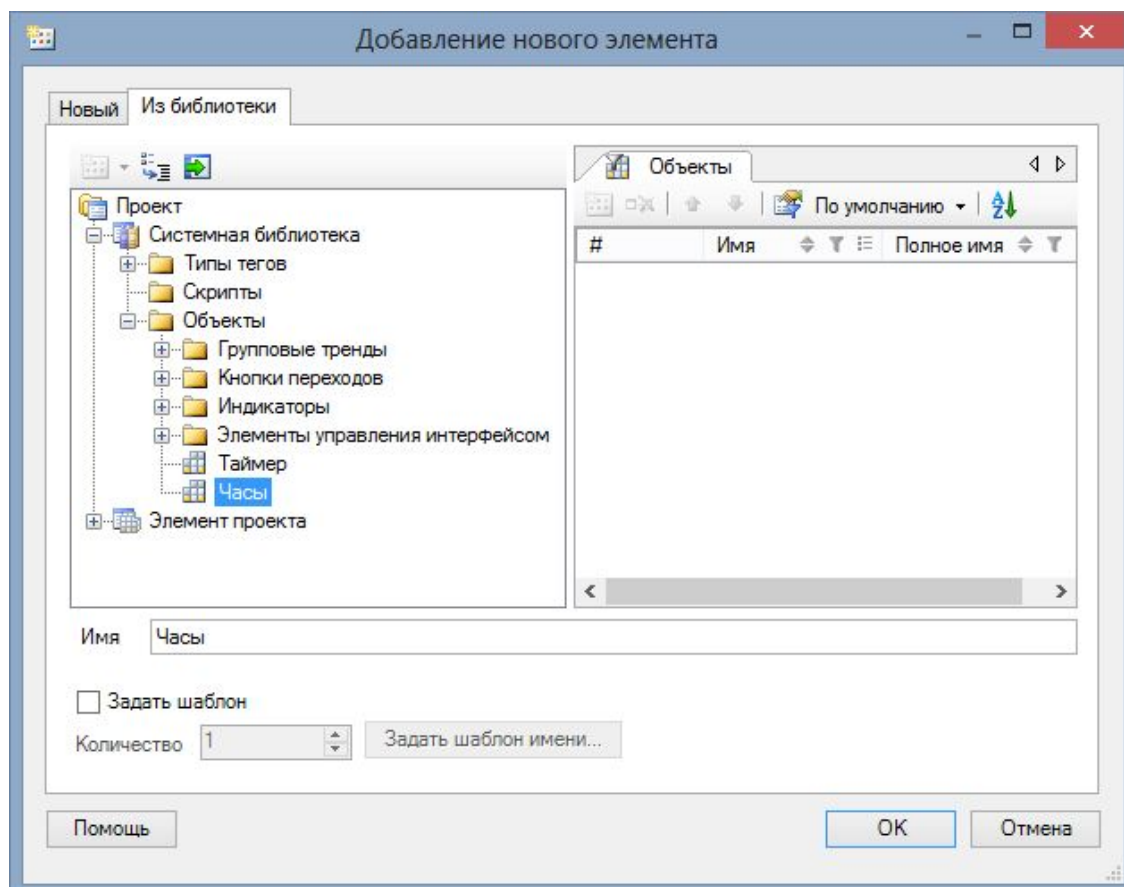 Добавление нового элемента
Новый
Из библиотеки
Проект
Системная библиотека
Типы тегов
Скрипты
Объекты
Групповые тренды
Кнопки переходов
Индикаторы
Элементы управления интерфейсом
Таймер
Часы
Элемент проекта
Объекты
По умолчанию
# Имя Полное имя
Имя Часы
Задать шаблон
Количество 1 Задать шаблон имени...
Помощь OK Отмена